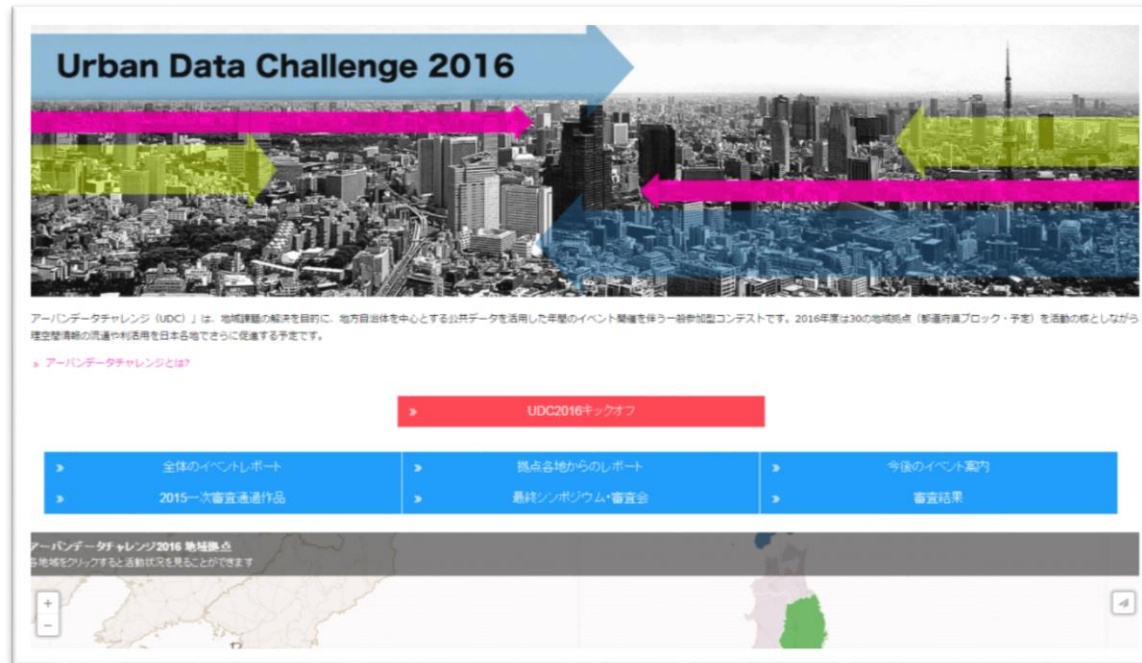 Urban Data Challenge 2016
アーバンデータチャレンジ（UDC）」は、地域課題の解決を目的に、地方自治体を中心とする公共データを活用した年間のイベント開催を伴う一般参加型コンテストです。2016年度は30の地域拠点（都道府県ブロック・予定）を活動の核としながら
理空間情報の流通や利活用を日本各地でさらに促進する予定です。
» アーバンデータチャレンジとは?
» UDC2016キックオフ
» 全体のイベントレポート » 拠点各地からのレポート » 今後のイベント案内
» 2015一次審査通過作品 » 最終シンポジウム・審査会 » 審査結果
アーバンデータチャレンジ2016 地域拠点
各地域をクリックすると活動状況を見ることができます
+
−